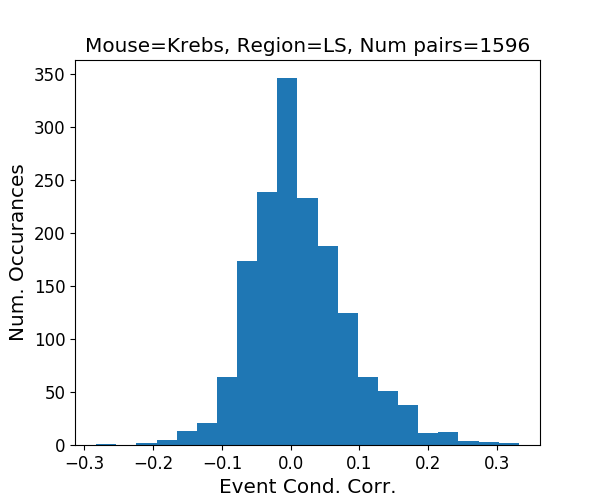 Mouse=Krebs, Region=LS, Num pairs=1596
350
300
250
200
150
100
50
0
Num. Occurances
−0.3 −0.2 −0.1 0.0 0.1 0.2 0.3
Event Cond. Corr.